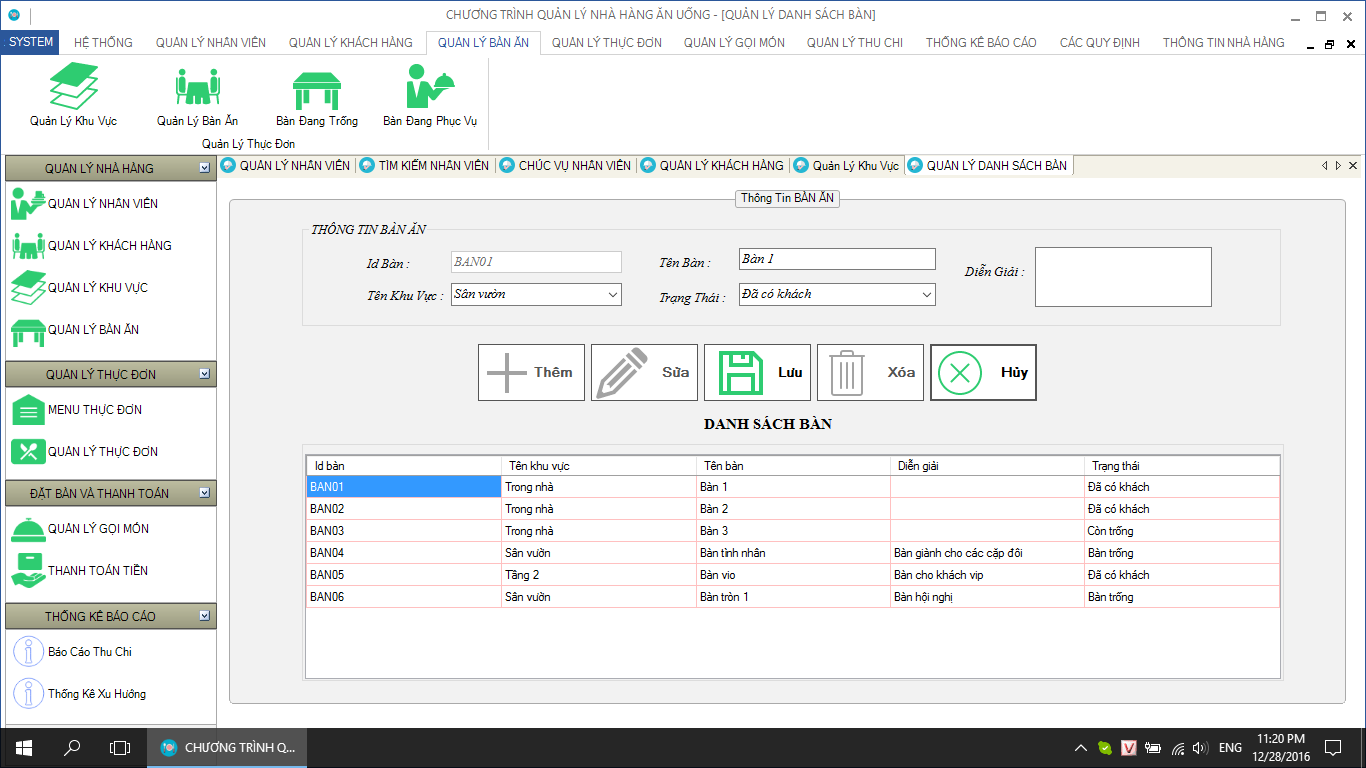 CHƯƠNG TRÌNH QUẢN LÝ NHÀ HÀNG ĂN UỐNG - [QUẢN LÝ DANH SÁCH BÀN]
SYSTEM HỆ THỐNG QUẢN LÝ NHÂN VIÊN QUẢN LÝ KHÁCH HÀNG QUẢN LÝ BÀN ĂN QUẢN LÝ THỰC ĐƠN QUẢN LÝ GỌI MÓN QUẢN LÝ THU CHI THỐNG KÊ BÁO CÁO CÁC QUY ĐỊNH THÔNG TIN NHÀ HÀNG
Quản Lý Khu Vực Quản Lý Bàn Ăn Bàn Đang Trống Bàn Đang Phục Vụ
Quản Lý Thực Đơn
QUẢN LÝ NHÀ HÀNG
QUẢN LÝ NHÂN VIÊN
QUẢN LÝ KHÁCH HÀNG
QUẢN LÝ KHU VỰC
QUẢN LÝ BÀN ĂN
QUẢN LÝ THỰC ĐƠN
MENU THỰC ĐƠN
QUẢN LÝ THỰC ĐƠN
ĐẶT BÀN VÀ THANH TOÁN
QUẢN LÝ GỌI MÓN
THANH TOÁN TIỀN
THỐNG KÊ BÁO CÁO
Báo Cáo Thu Chi
Thống Kê Xu Hướng
QUẢN LÝ NHÂN VIÊN TÌM KIẾM NHÂN VIÊN CHỨC VỤ NHÂN VIÊN QUẢN LÝ KHÁCH HÀNG Quản Lý Khu Vực QUẢN LÝ DANH SÁCH BÀN
Thông Tin BÀN ĂN
THÔNG TIN BÀN ĂN
Id Bàn : BAN01 Tên Bàn : Bàn 1 Diễn Giải :
Tên Khu Vực : Sân vườn Trạng Thái : Đã có khách
Thêm Sửa Lưu Xóa Hủy
DANH SÁCH BÀN
Id bàn Tên khu vực Tên bàn Diễn giải Trạng thái
BAN01 Trong nhà Bàn 1 Đã có khách
BAN02 Trong nhà Bàn 2 Đã có khách
BAN03 Trong nhà Bàn 3 Còn trống
BAN04 Sân vườn Bàn tình nhân Bàn giành cho các cặp đôi Bàn trống
BAN05 Tầng 2 Bàn vio Bàn cho khách vip Đã có khách
BAN06 Sân vườn Bàn tròn 1 Bàn hội nghị Bàn trống
CHƯƠNG TRÌNH Q... ENG 11:20 PM
12/28/2016